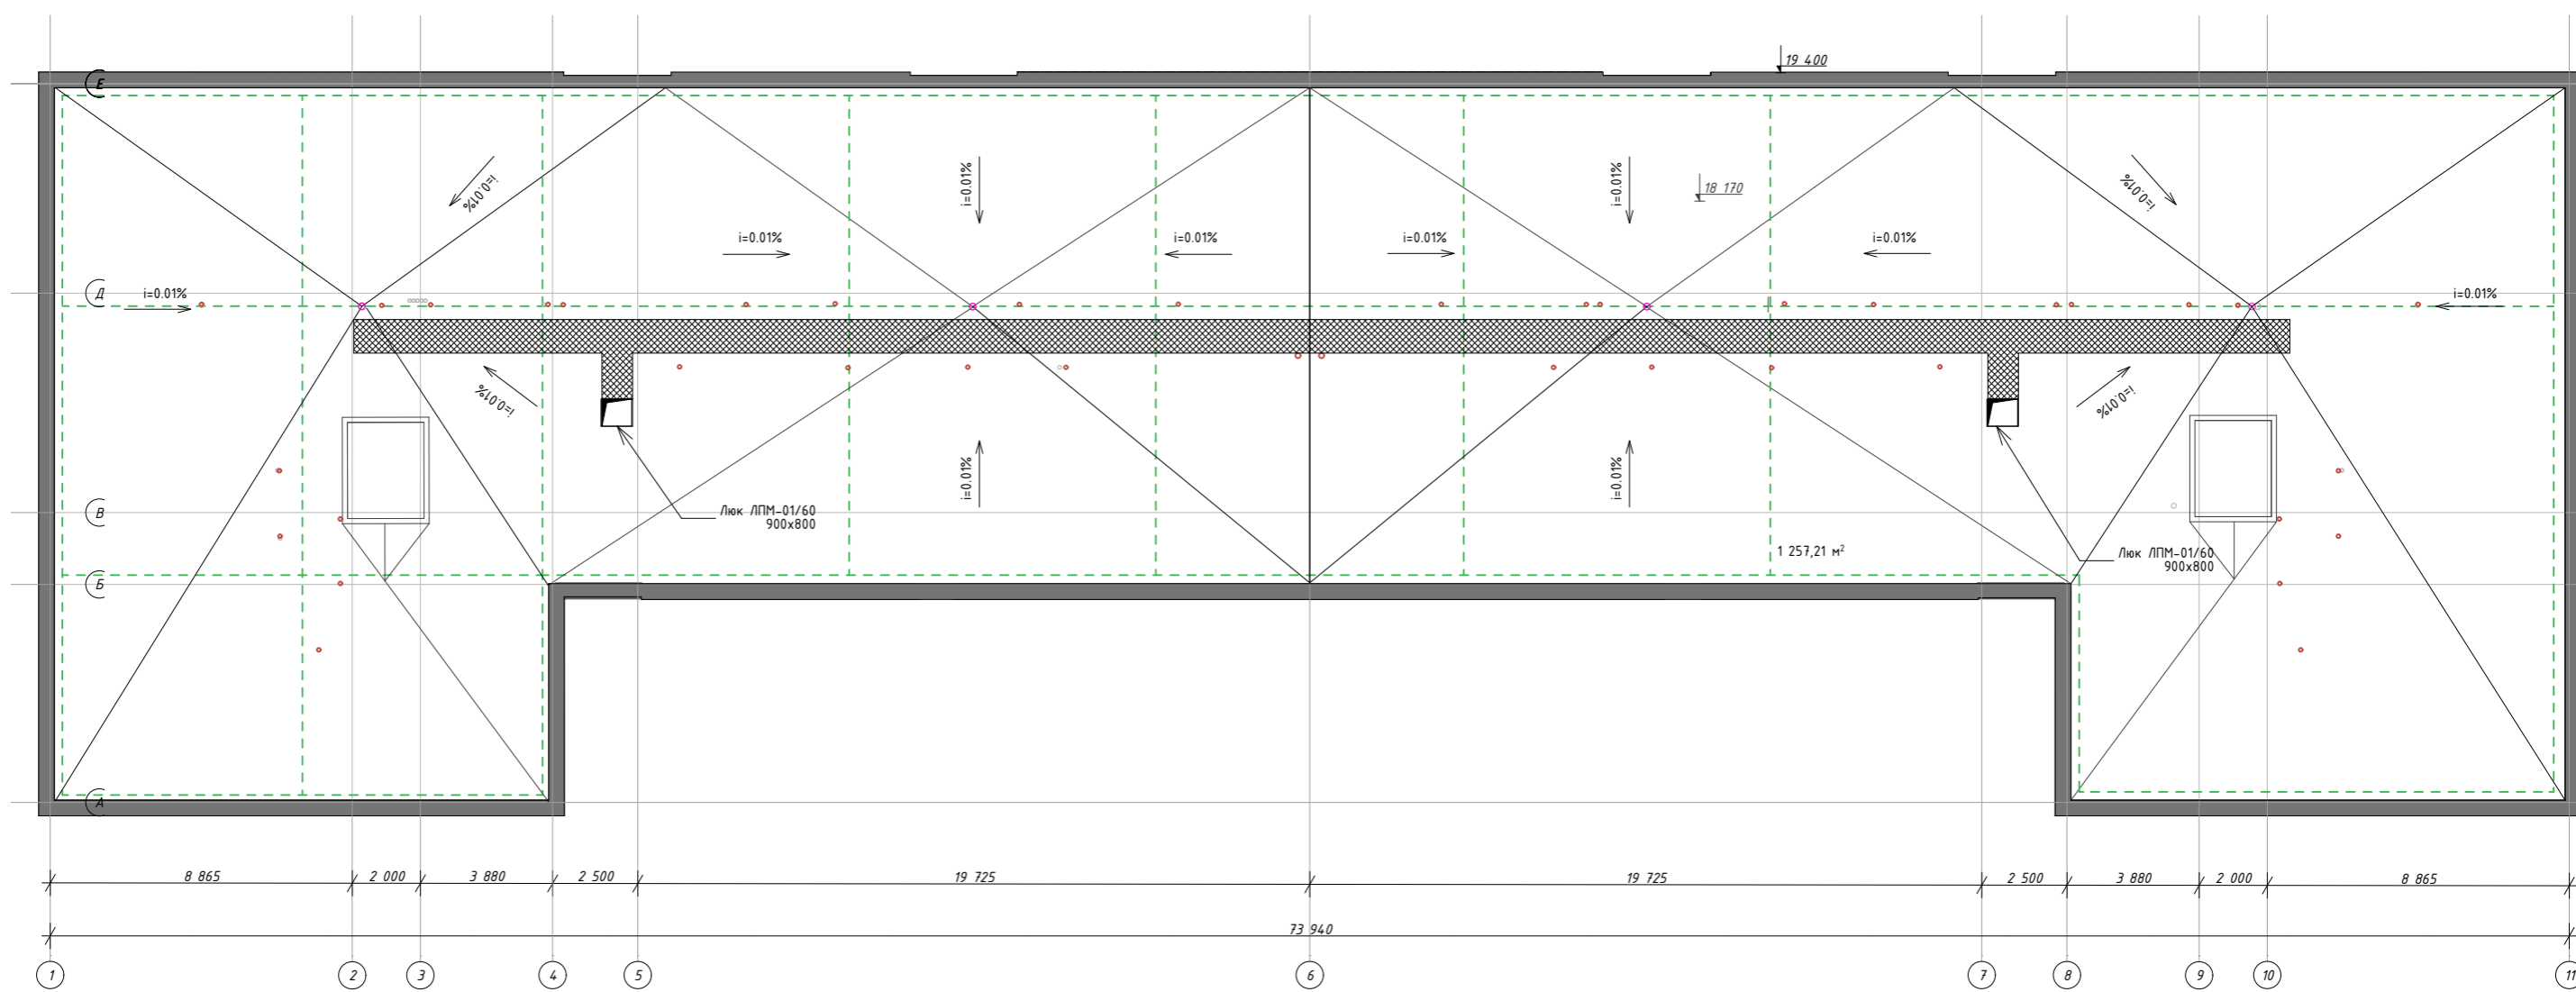 19 400
Е
i=0.01%
i=0.01%
i=0.01%
18 170
i=0.01%
i=0.01%
i=0.01%
i=0.01%
i=0.01%
i=0.01%
Д
i=0.01%
i=0.01%
i=0.01%
i=0.01%
i=0.01%
i=0.01%
В
Люк ЛПМ-01/60
900x800
1 257,21 м²
Люк ЛПМ-01/60
900x800
Б
А
8 865 2 000 3 880 2 500 19 725 19 725 2 500 3 880 2 000 8 865
73 940
1 2 3 4 5 6 7 8 9 10 11